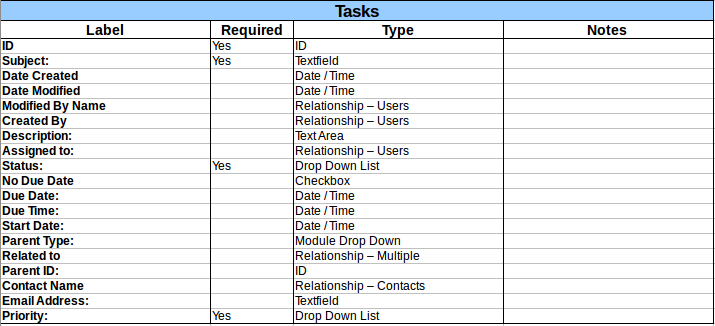 Tasks
Label Required Type Notes
ID Yes ID
Subject: Yes Textfield
Date Created Date / Time
Date Modified Date / Time
Modified By Name Relationship – Users
Created By Relationship – Users
Description: Text Area
Assigned to: Relationship – Users
Status: Yes Drop Down List
No Due Date Checkbox
Due Date: Date / Time
Due Time: Date / Time
Start Date: Date / Time
Parent Type: Module Drop Down
Related to Relationship – Multiple
Parent ID: ID
Contact Name Relationship – Contacts
Email Address: Textfield
Priority: Yes Drop Down List